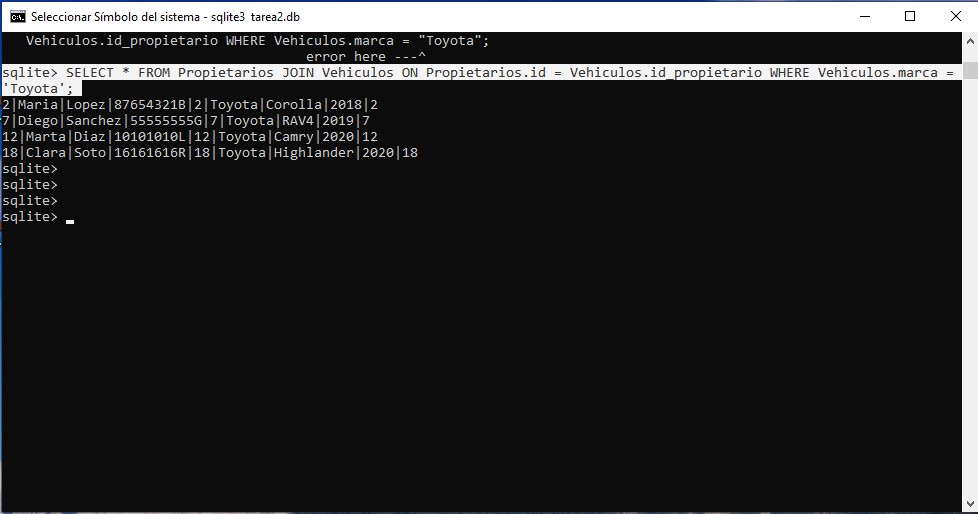 Seleccionar Símbolo del sistema - sqlite3 tarea2.db
Vehiculos.id_propietario WHERE Vehiculos.marca = "Toyota";
error here ---^
sqlite> SELECT * FROM Propietarios JOIN Vehiculos ON Propietarios.id = Vehiculos.id_propietario WHERE Vehiculos.marca =
'Toyota';
2|Maria|Lopez|87654321B|2|Toyota|Corolla|2018|2
7|Diego|Sanchez|55555555G|7|Toyota|RAV4|2019|7
12|Marta|Diaz|10101010L|12|Toyota|Camry|2020|12
18|Clara|Soto|16161616R|18|Toyota|Highlander|2020|18
sqlite>
sqlite>
sqlite>
sqlite>